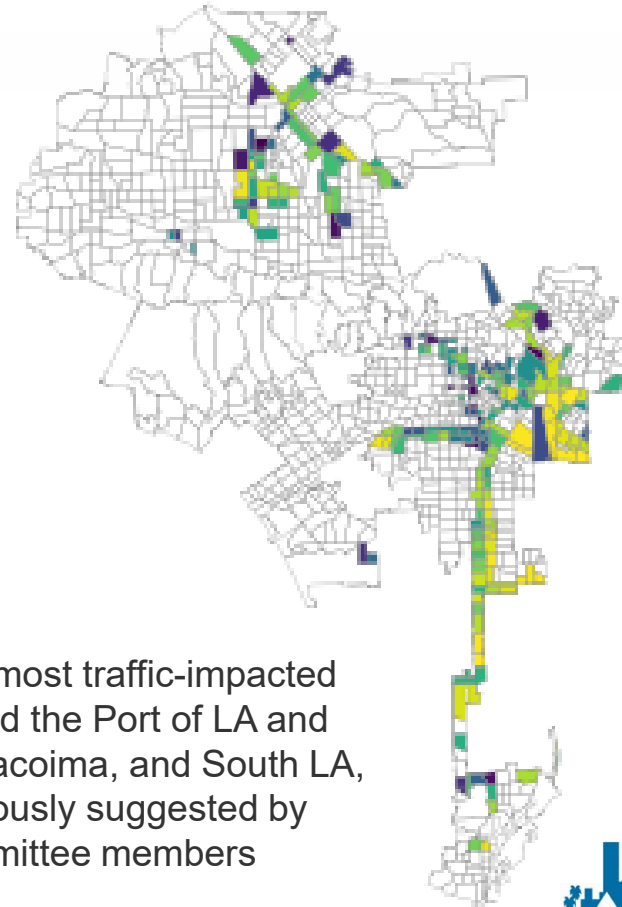 most traffic-impacted
d the Port of LA and
acoima, and South LA,
ously suggested by
mittee members